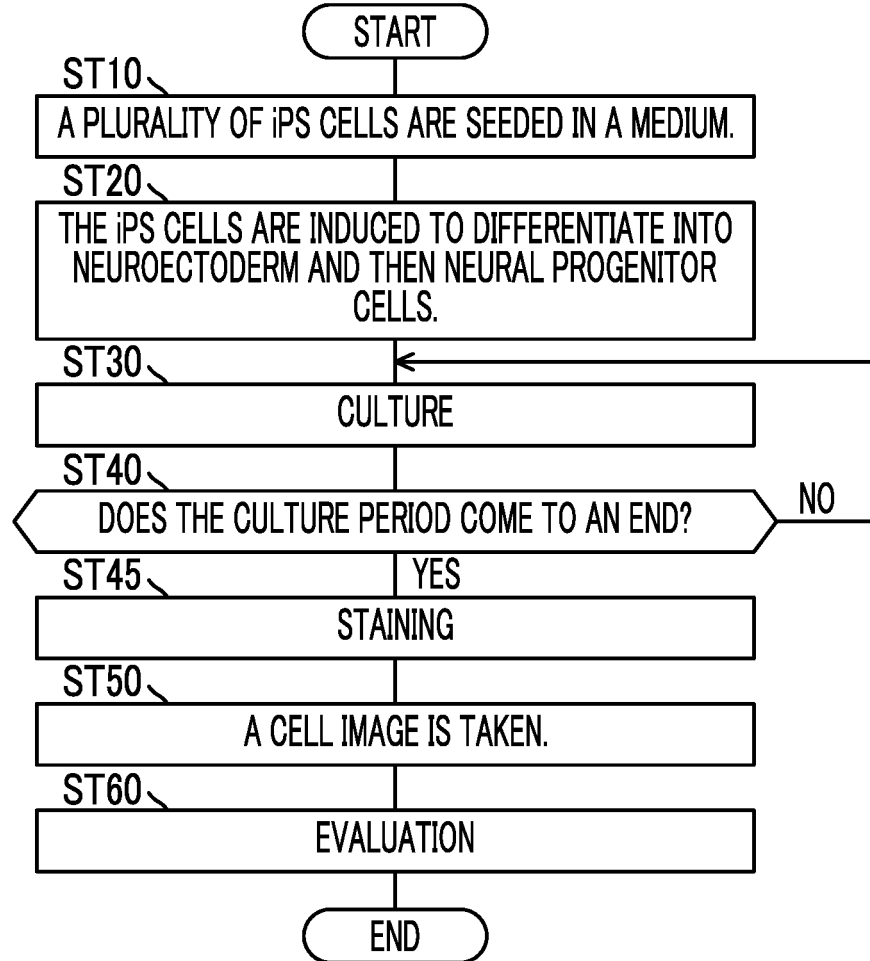 START
ST10
A PLURALITY OF iPS CELLS ARE SEEDED IN A MEDIUM.
ST20
THE iPS CELLS ARE INDUCED TO DIFFERENTIATE INTO
NEUROECTODERM AND THEN NEURAL PROGENITOR
CELLS.
ST30
CULTURE
ST40
DOES THE CULTURE PERIOD COME TO AN END?
NO
YES
ST45
STAINING
ST50
A CELL IMAGE IS TAKEN.
ST60
EVALUATION
END